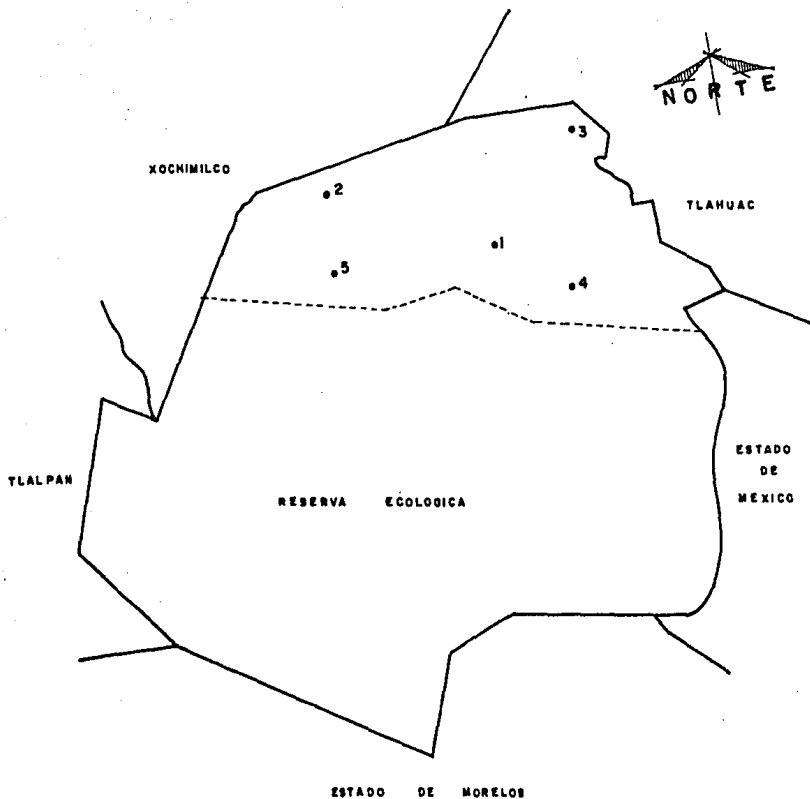 NORTE
3
XOCHIMILCO
2
TLAHUAC
1
5
4
ESTADO
DE
MEXICO
TLALPAN
RESERVA ECOLOGICA
ESTADO DE MORELOS